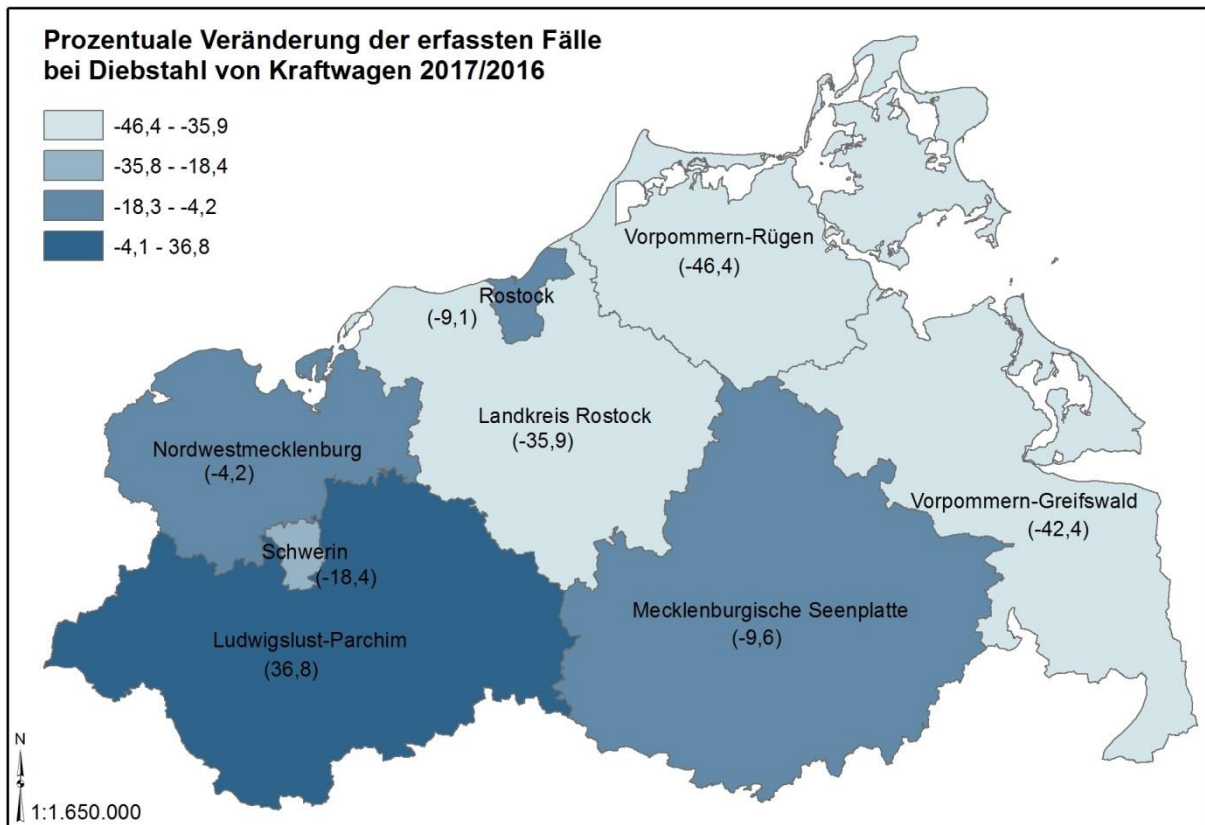 Prozentuale Veränderung der erfassten Fälle
bei Diebstahl von Kraftwagen 2017/2016
-46,4 - -35,9
-35,8 - -18,4
-18,3 - -4,2
-4,1 - 36,8
Vorpommern-Rügen
(-46,4)
Rostock
(-9,1)
Landkreis Rostock
(-35,9)
Nordwestmecklenburg
(-4,2)
Vorpommern-Greifswald
(-42,4)
Schwerin
(-18,4)
Mecklenburgische Seenplatte
(-9,6)
Ludwigslust-Parchim
(36,8)
N
1:1.650.000